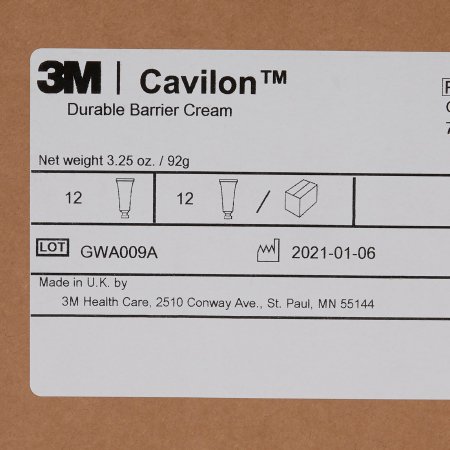 3M | Cavilon™
Durable Barrier Cream
Net weight 3.25 oz. / 92g
12 12 /
LOT GWA009A 2021-01-06
Made in U.K. by
3M Health Care, 2510 Conway Ave., St. Paul, MN 55144